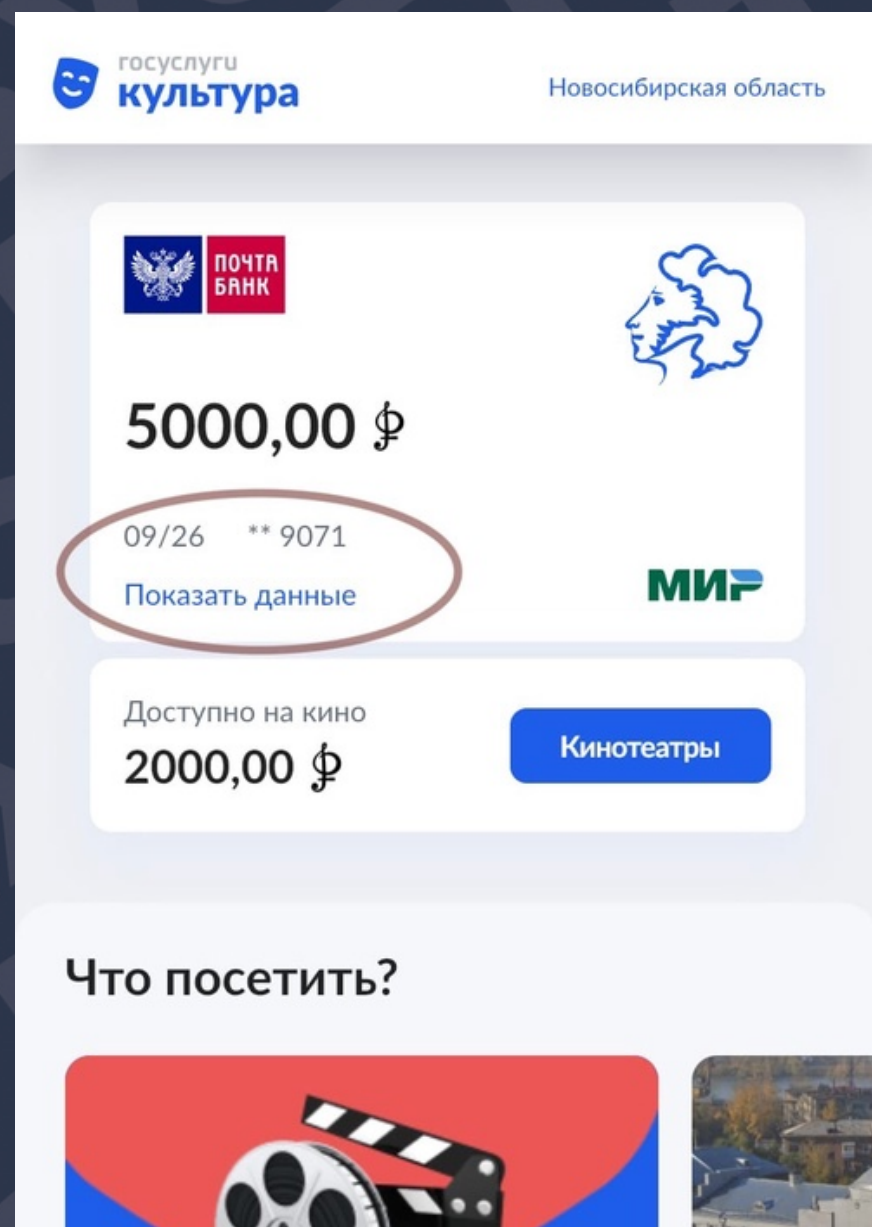 госуслуги
культура
Новосибирская область
ПОЧТА
БАНК
5000,00 ₽
09/26 ** 9071
Показать данные
МИР
Доступно на кино
2000,00 ₽
Кинотеатры
Что посетить?